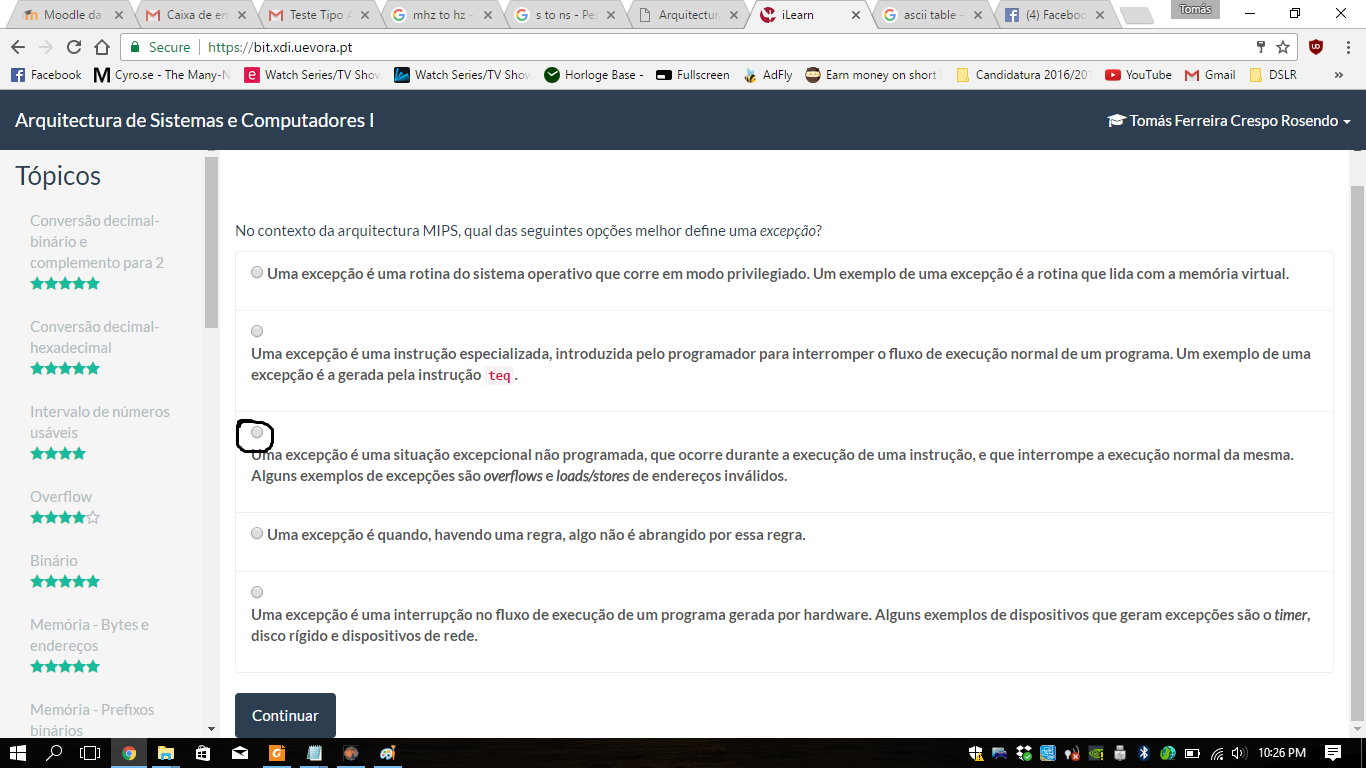 Moodle da
Caixa de en
Teste Tipo A
mhz to hz -
s to ns - Pes
Arquitectura
iLearn
ascii table -
(4) Faceboo
Tomás
Secure
https://bit.xdi.uevora.pt
Facebook
Cyro.se - The Many-N
Watch Series/TV Show
Watch Series/TV Show
Horloge Base -
Fullscreen
AdFly
Earn money on short l
Candidatura 2016/20
YouTube
Gmail
DSLR
»
Arquitectura de Sistemas e Computadores I
Tomás Ferreira Crespo Rosendo
Tópicos
Conversão decimal-
binário e
complemento para 2
Conversão decimal-
hexadecimal
Intervalo de números
usáveis
Overflow
Binário
Memória - Bytes e
endereços
Memória - Prefixos
binários
No contexto da arquitectura MIPS, qual das seguintes opções melhor define uma excepção?
Uma excepção é uma rotina do sistema operativo que corre em modo privilegiado. Um exemplo de uma excepção é a rotina que lida com a memória virtual.
Uma excepção é uma instrução especializada, introduzida pelo programador para interromper o fluxo de execução normal de um programa. Um exemplo de uma
excepção é a gerada pela instrução teq .
Uma excepção é uma situação excepcional não programada, que ocorre durante a execução de uma instrução, e que interrompe a execução normal da mesma.
Alguns exemplos de excepções são overflows e loads/stores de endereços inválidos.
Uma excepção é quando, havendo uma regra, algo não é abrangido por essa regra.
Uma excepção é uma interrupção no fluxo de execução de um programa gerada por hardware. Alguns exemplos de dispositivos que geram excepções são o timer,
disco rígido e dispositivos de rede.
Continuar
10:26 PM